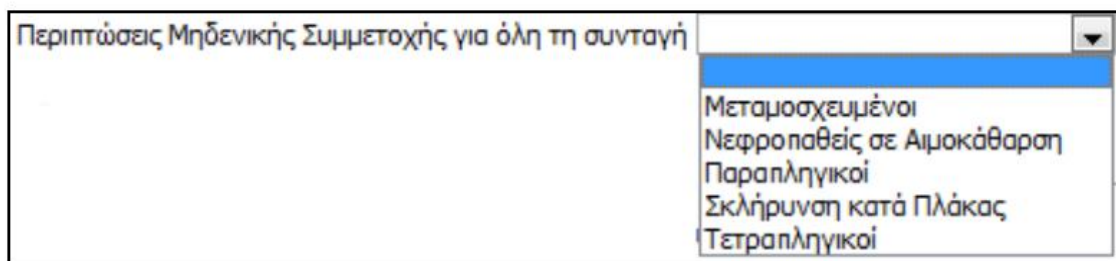 Περιπτώσεις Μηδενικής Συμμετοχής για όλη τη συνταγή
Μεταμοσχευμένοι
Νεφροπαθείς σε Αιμοκάθαρση
Παραπληγικοί
Σκλήρυνση κατά Πλάκας
Τετραπληγικοί